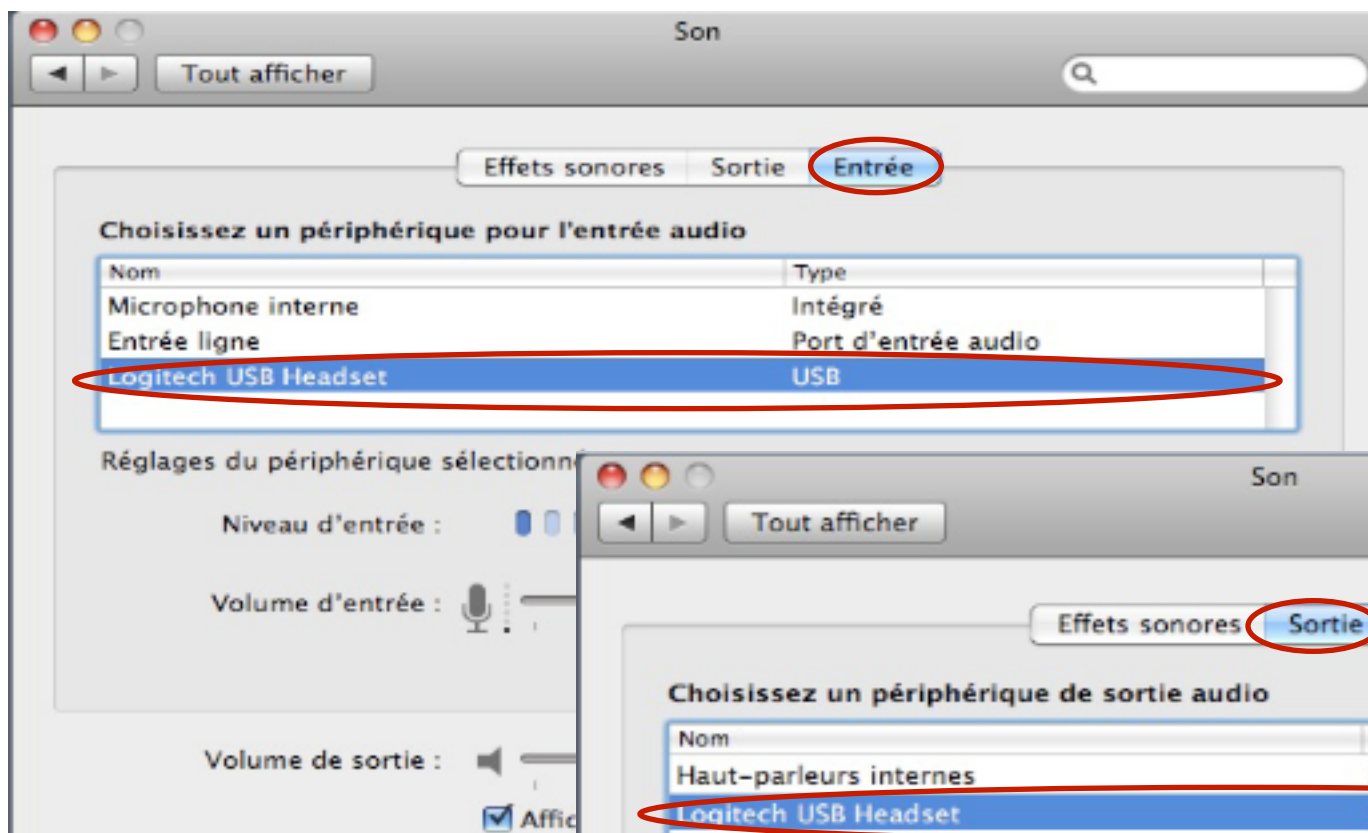 Son
Tout afficher
Effets sonores Sortie Entrée
Choisissez un périphérique pour l'entrée audio
Nom Type
Microphone interne Intégré
Entrée ligne Port d'entrée audio
Logitech USB Headset USB
Réglages du périphérique sélectionn
Niveau d'entrée :
Volume d'entrée :
Volume de sortie :
Affic
Son
Tout afficher
Effets sonores Sortie
Choisissez un périphérique de sortie audio
Nom
Haut-parleurs internes
Logitech USB Headset